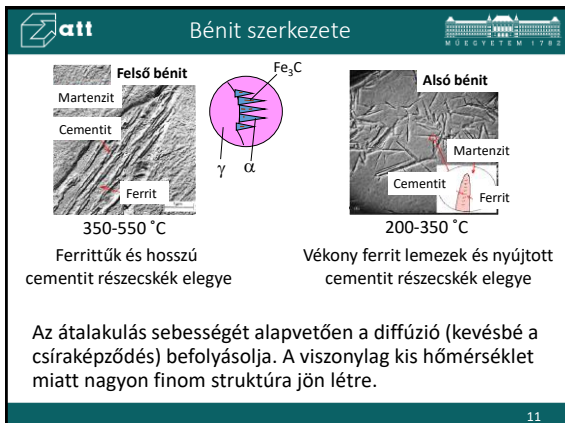 att
Bénit szerkezete
MŰEGYETEM 1782
Felső bénit
Martenzit
Cementit
Ferrit
Fe₃C
γ
α
Alsó bénit
Martenzit
Cementit
Ferrit
350-550 ˚C
Ferrittűk és hosszú
cementit részecskék elegye
200-350 ˚C
Vékony ferrit lemezek és nyújtott
cementit részecskék elegye
Az átalakulás sebességét alapvetően a diffúzió (kevésbé a
csíraképződés) befolyásolja. A viszonylag kis hőmérséklet
miatt nagyon finom struktúra jön létre.
11